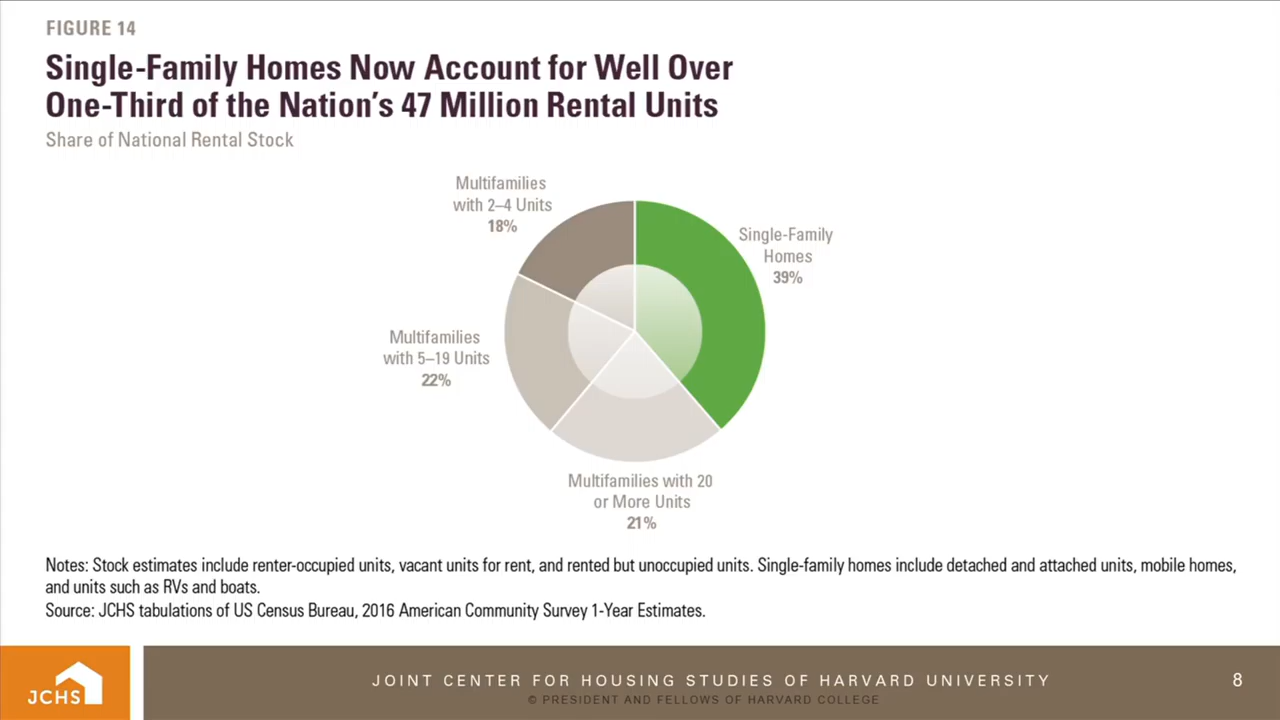 FIGURE 14
Single-Family Homes Now Account for Well Over
One-Third of the Nation's 47 Million Rental Units
Share of National Rental Stock
Multifamilies
with 2–4 Units
18%
Single-Family
Homes
39%
Multifamilies
with 5–19 Units
22%
Multifamilies with 20
or More Units
21%
Notes: Stock estimates include renter-occupied units, vacant units for rent, and rented but unoccupied units. Single-family homes include detached and attached units, mobile homes,
and units such as RVs and boats.
Source: JCHS tabulations of US Census Bureau, 2016 American Community Survey 1-Year Estimates.
JCHS
JOINT CENTER FOR HOUSING STUDIES OF HARVARD UNIVERSITY
8
© PRESIDENT AND FELLOWS OF HARVARD COLLEGE